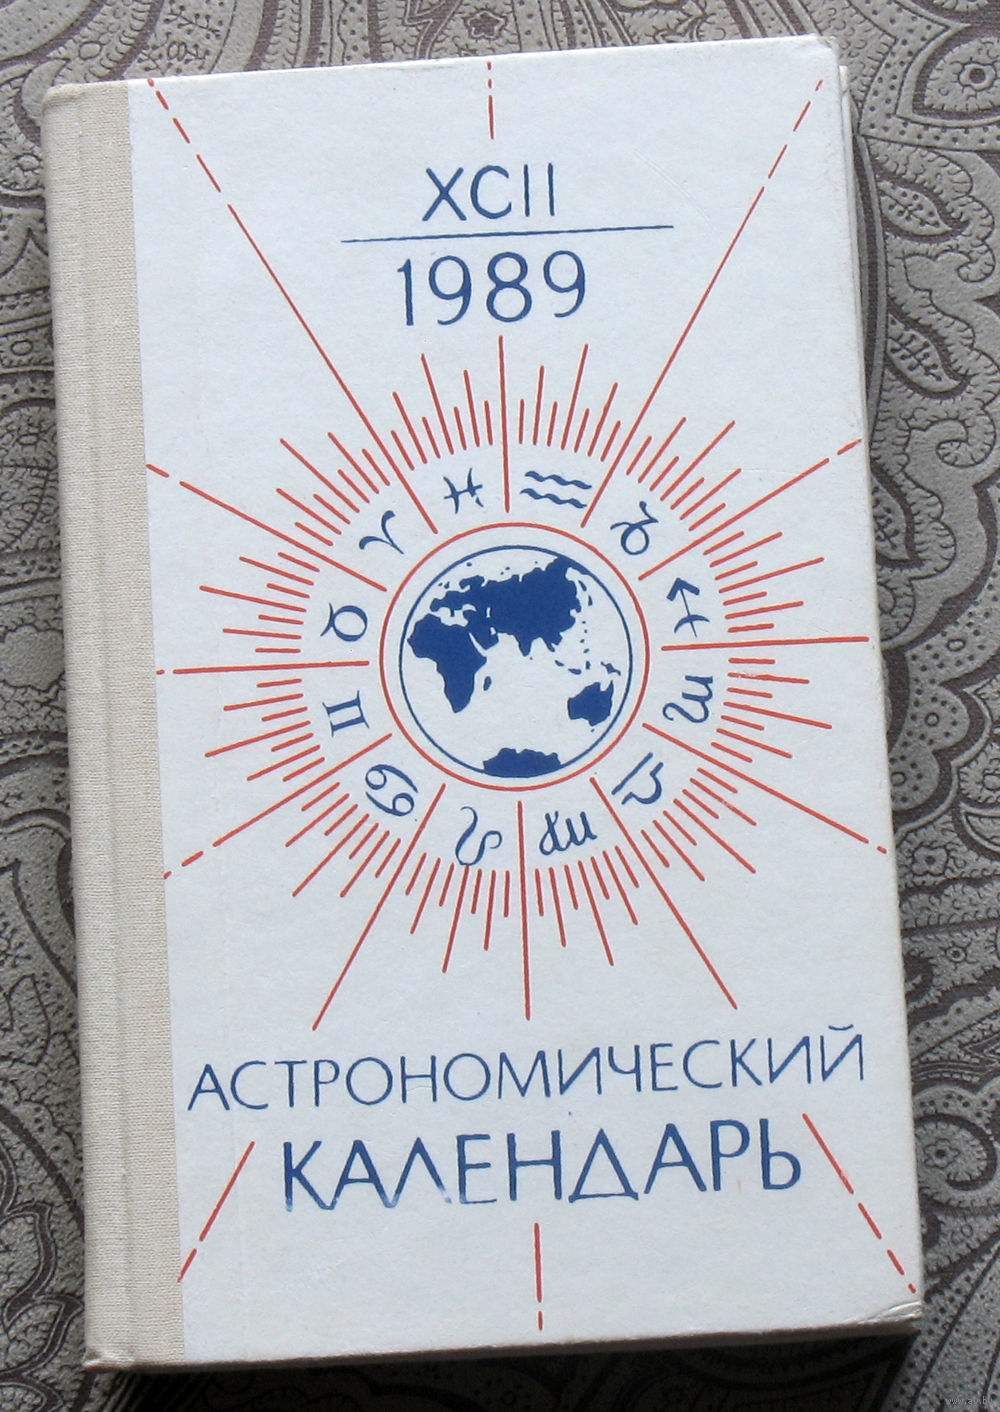 XCII
1989
АСТРОНОМИЧЕСКИЙ
КАЛЕНДАРЬ